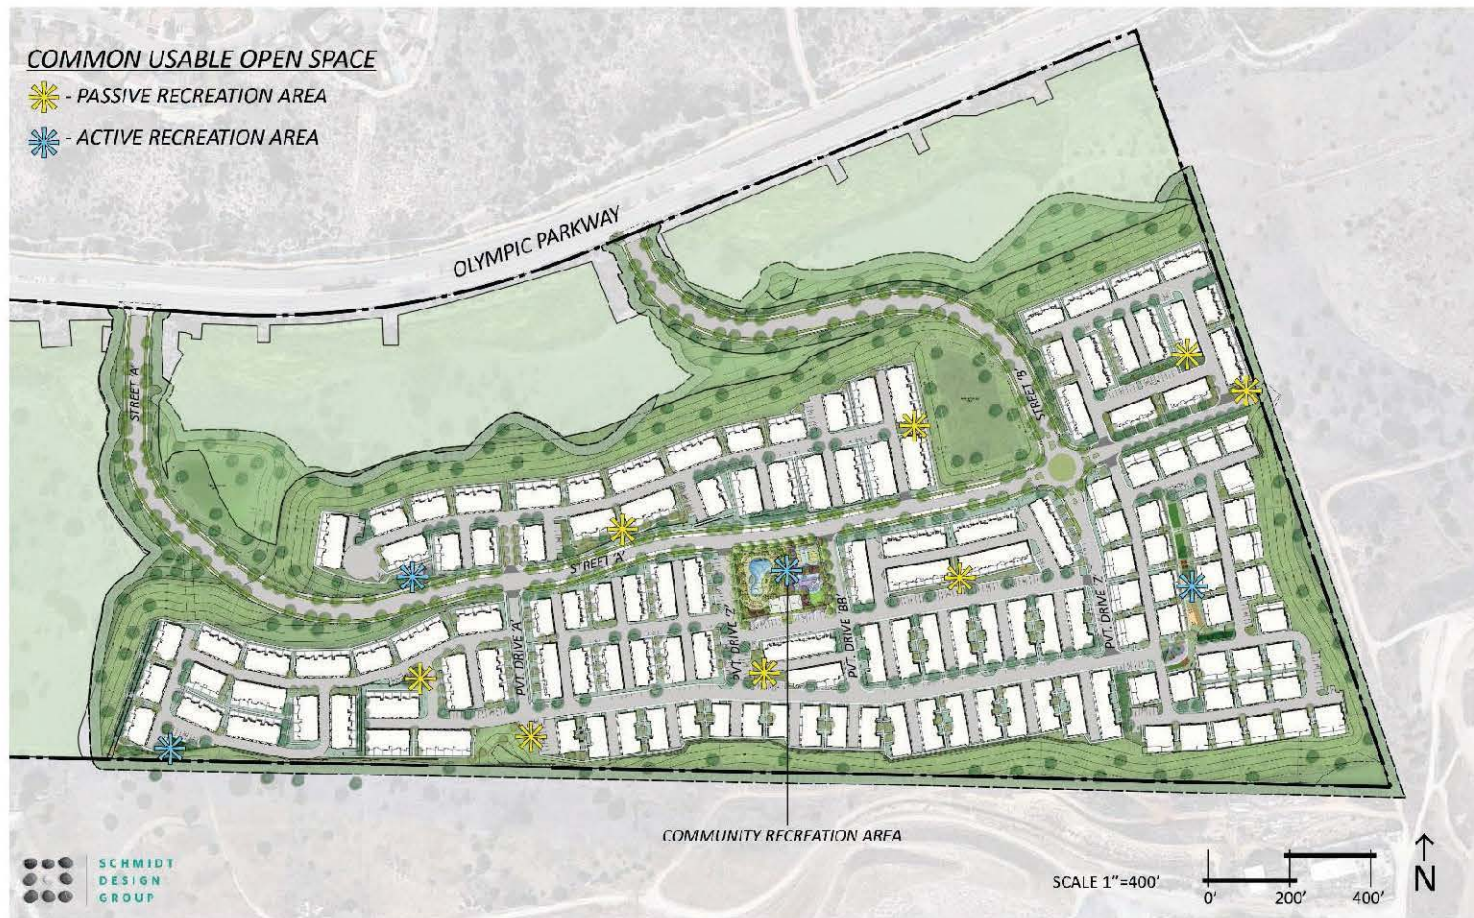 COMMON USABLE OPEN SPACE
- PASSIVE RECREATION AREA
- ACTIVE RECREATION AREA
OLYMPIC PARKWAY
STREET 'A'
STREET 'B'
STREET 'A'
PVT. DRIVE 'A'
PVT. DRIVE BB
PVT. DRIVE 'Z'
COMMUNITY RECREATION AREA
SCHMIDT
DESIGN
GROUP
SCALE 1"=400'
0' 200' 400'
N